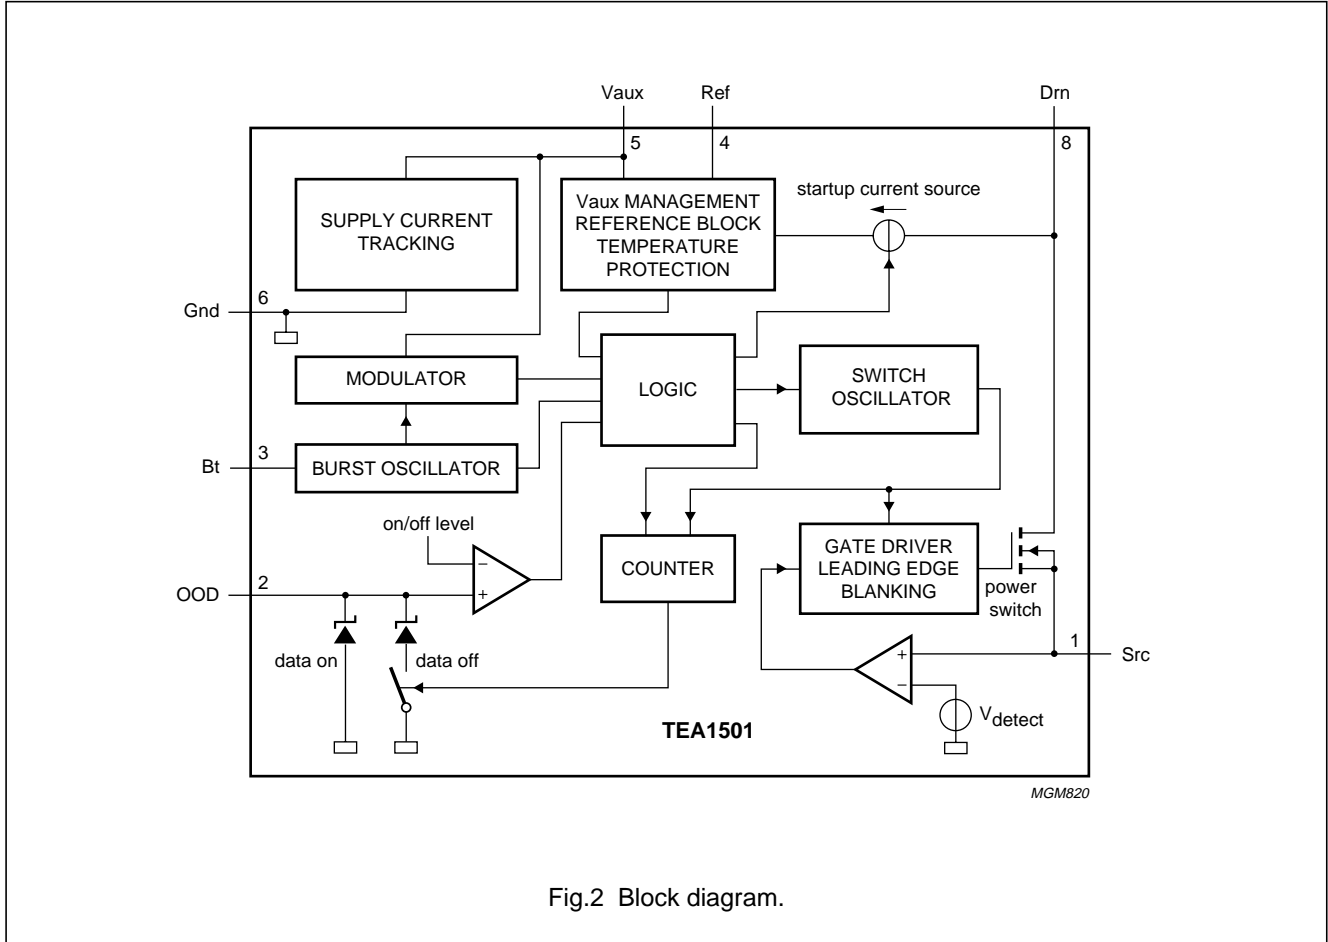 Vaux
Ref
Drn
5
4
8
SUPPLY CURRENT
TRACKING
Vaux MANAGEMENT
REFERENCE BLOCK
TEMPERATURE
PROTECTION
startup current source
Gnd
6
MODULATOR
LOGIC
SWITCH
OSCILLATOR
Bt
3
BURST OSCILLATOR
on/off level
−
+
OOD
2
COUNTER
GATE DRIVER
LEADING EDGE
BLANKING
power
switch
data on
data off
1
Src
+
−
Vdetect
TEA1501
MGM820
Fig.2 Block diagram.